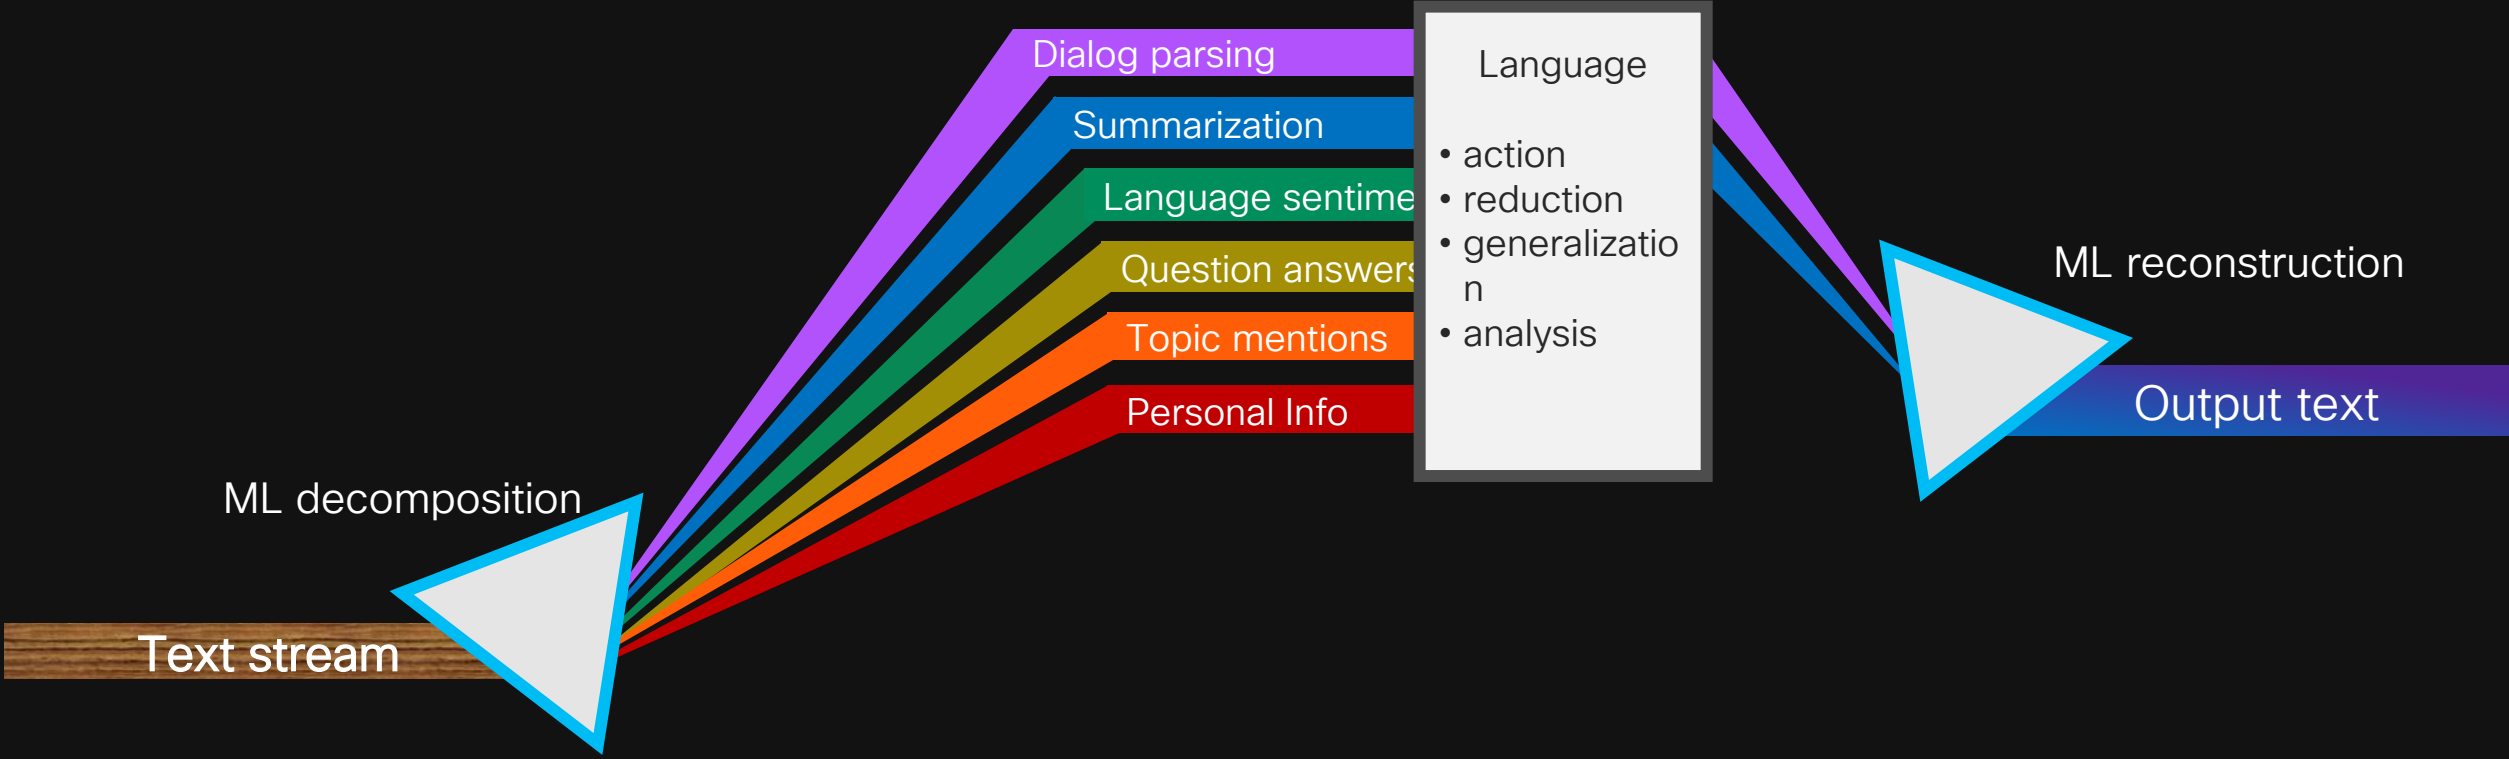 Dialog parsing
Summarization
Language sentime
Question answers
Topic mentions
Personal Info
Language
• action
• reduction
• generalizatio
n
• analysis
ML reconstruction
Output text
ML decomposition
Text stream